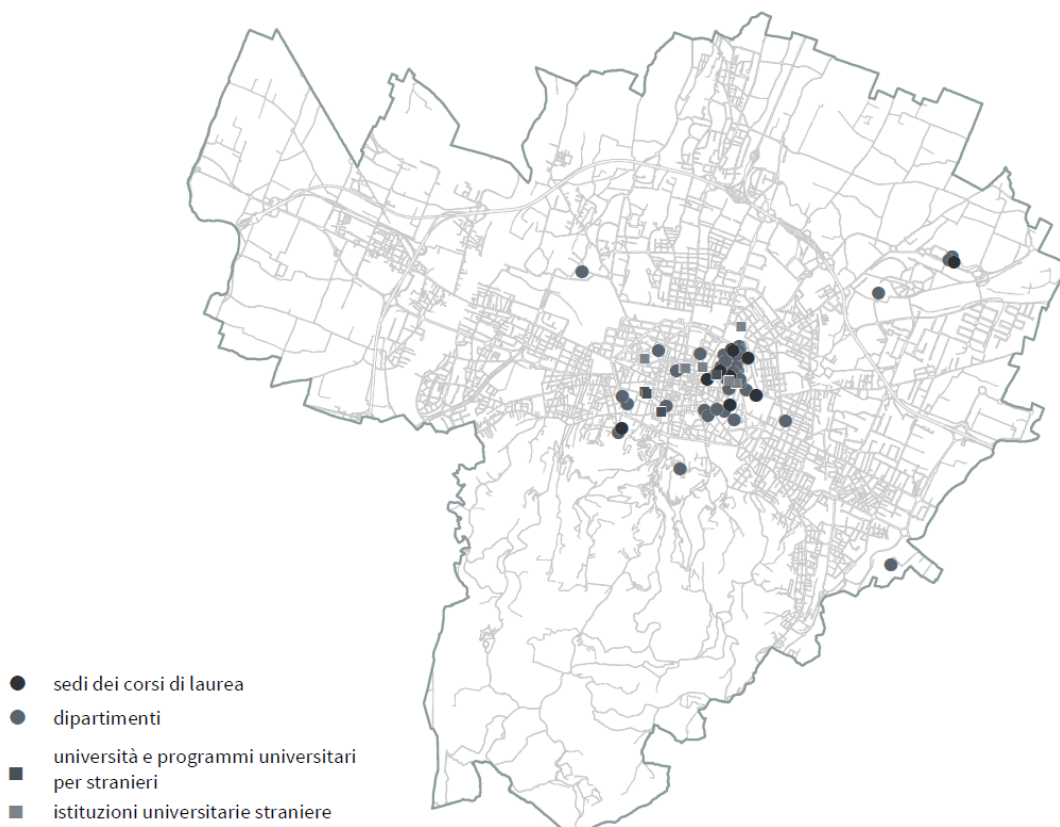 sedi dei corsi di laurea
dipartimenti
università e programmi universitari
per stranieri
istituzioni universitarie straniere